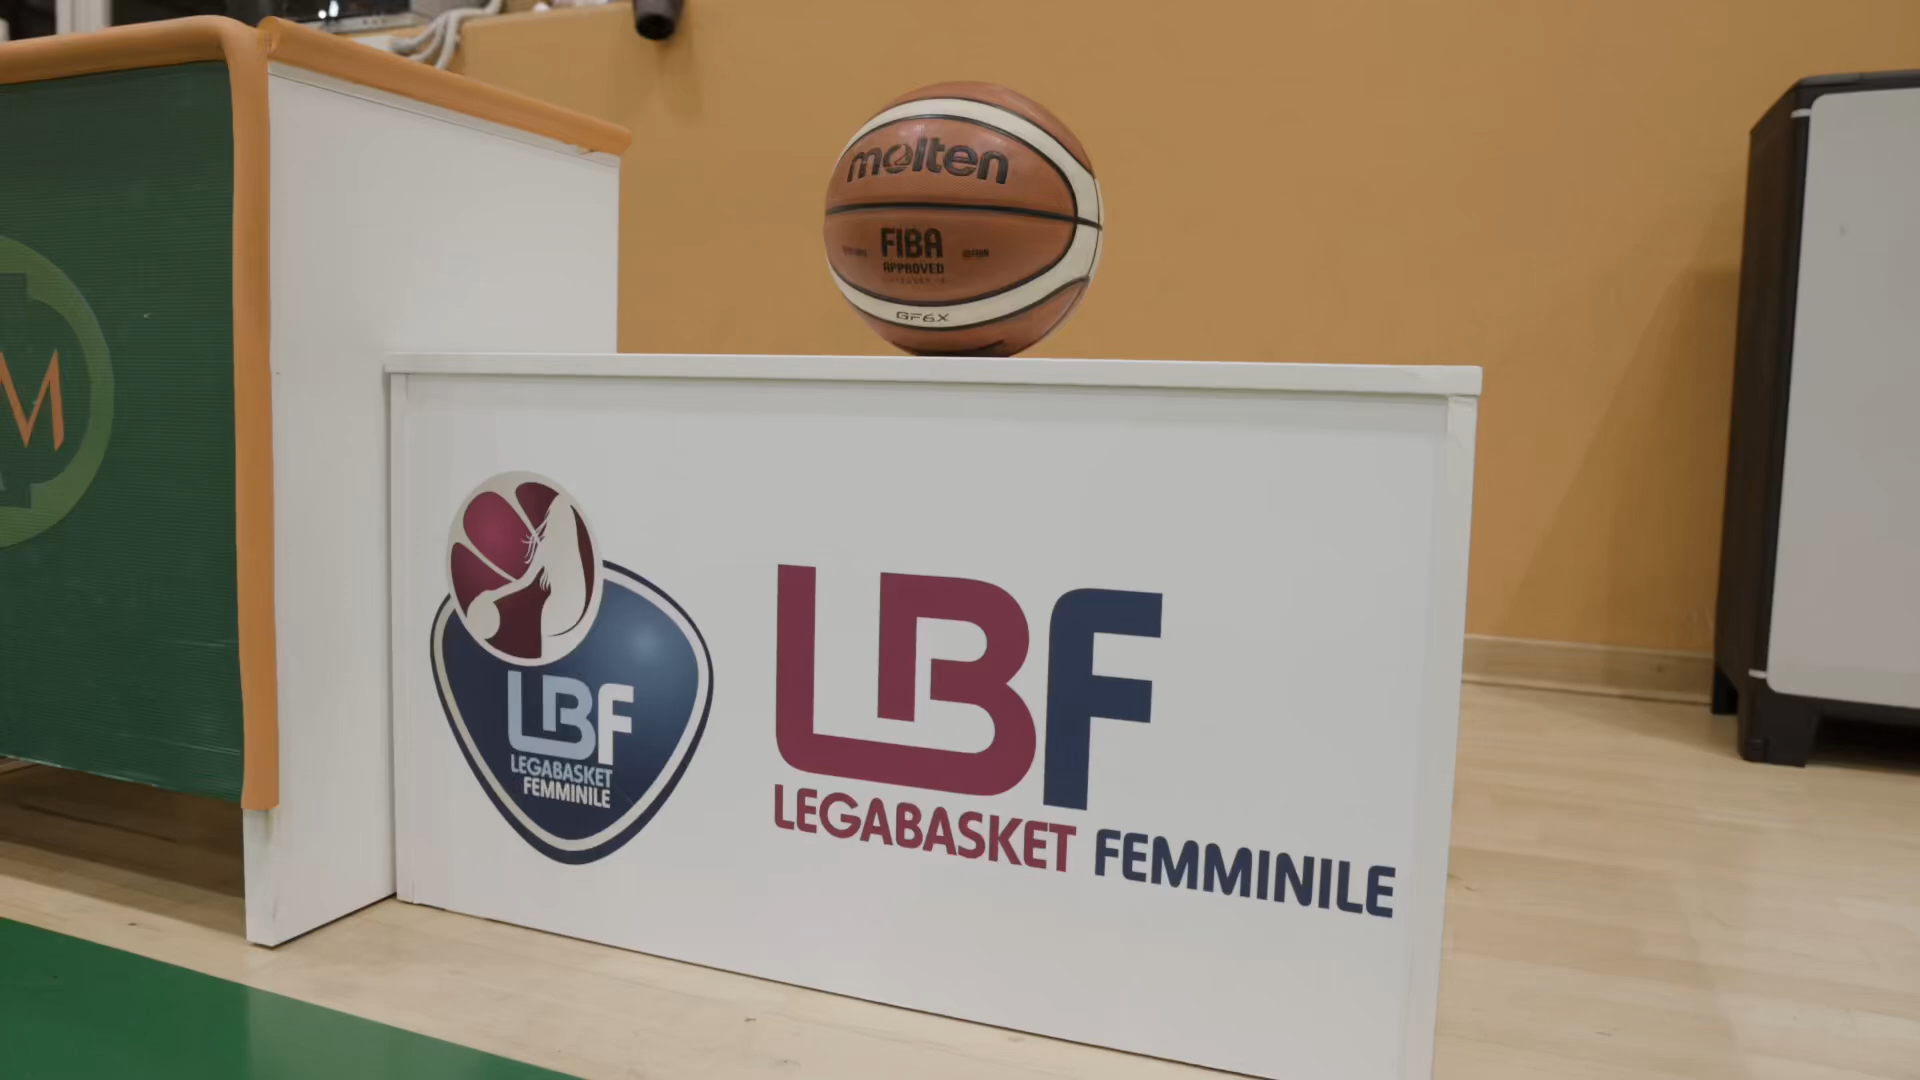 molten
FIBA
APPROVED
GF6X
M
LBF
LEGABASKET
FEMMINILE
LBF
LEGABASKET FEMMINILE